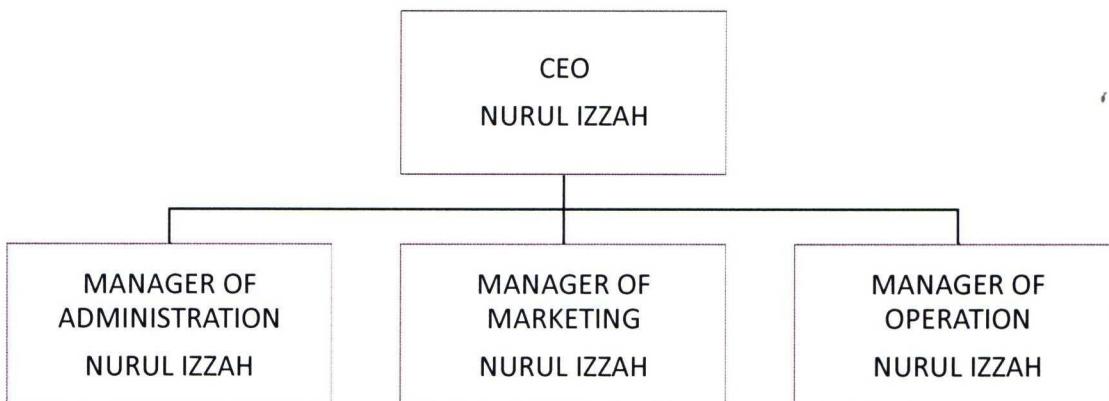 CEO
NURUL IZZAH
MANAGER OF
ADMINISTRATION
NURUL IZZAH
MANAGER OF
MARKETING
NURUL IZZAH
MANAGER OF
OPERATION
NURUL IZZAH